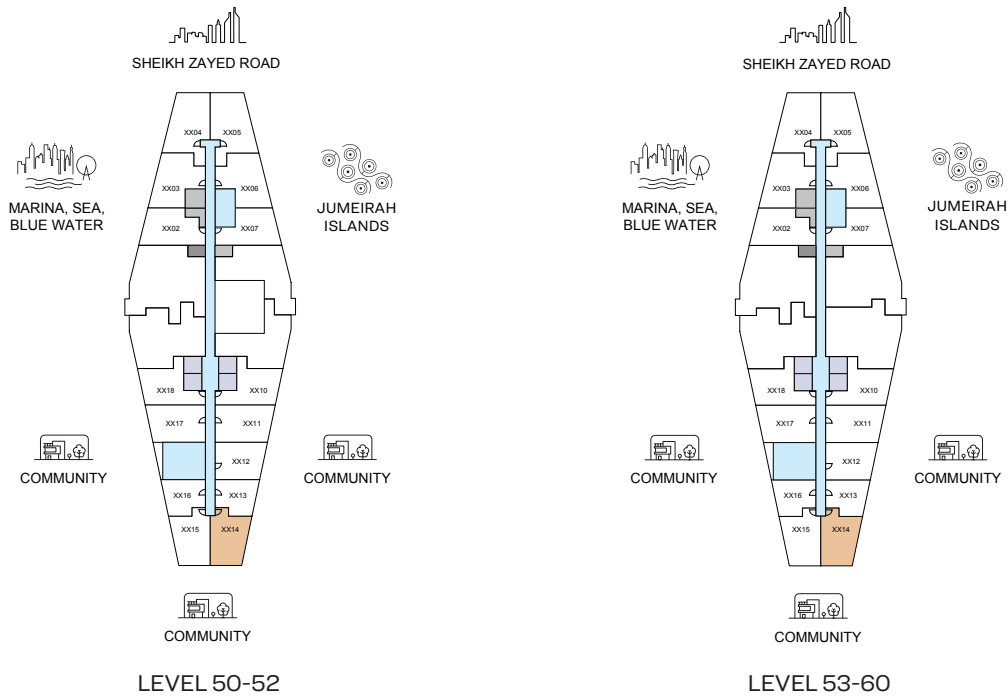 SHEIKH ZAYED ROAD
XX04
XX05
MARINA, SEA,
BLUE WATER
JUMEIRAH
ISLANDS
XX03
XX06
XX02
XX07
XX18
XX10
XX17
XX11
COMMUNITY
COMMUNITY
XX12
XX16
XX13
XX15
XX14
COMMUNITY
LEVEL 50-52
SHEIKH ZAYED ROAD
XX04
XX05
MARINA, SEA,
BLUE WATER
JUMEIRAH
ISLANDS
XX03
XX06
XX02
XX07
XX18
XX10
XX17
XX11
COMMUNITY
COMMUNITY
XX12
XX16
XX13
XX15
XX14
COMMUNITY
LEVEL 53-60